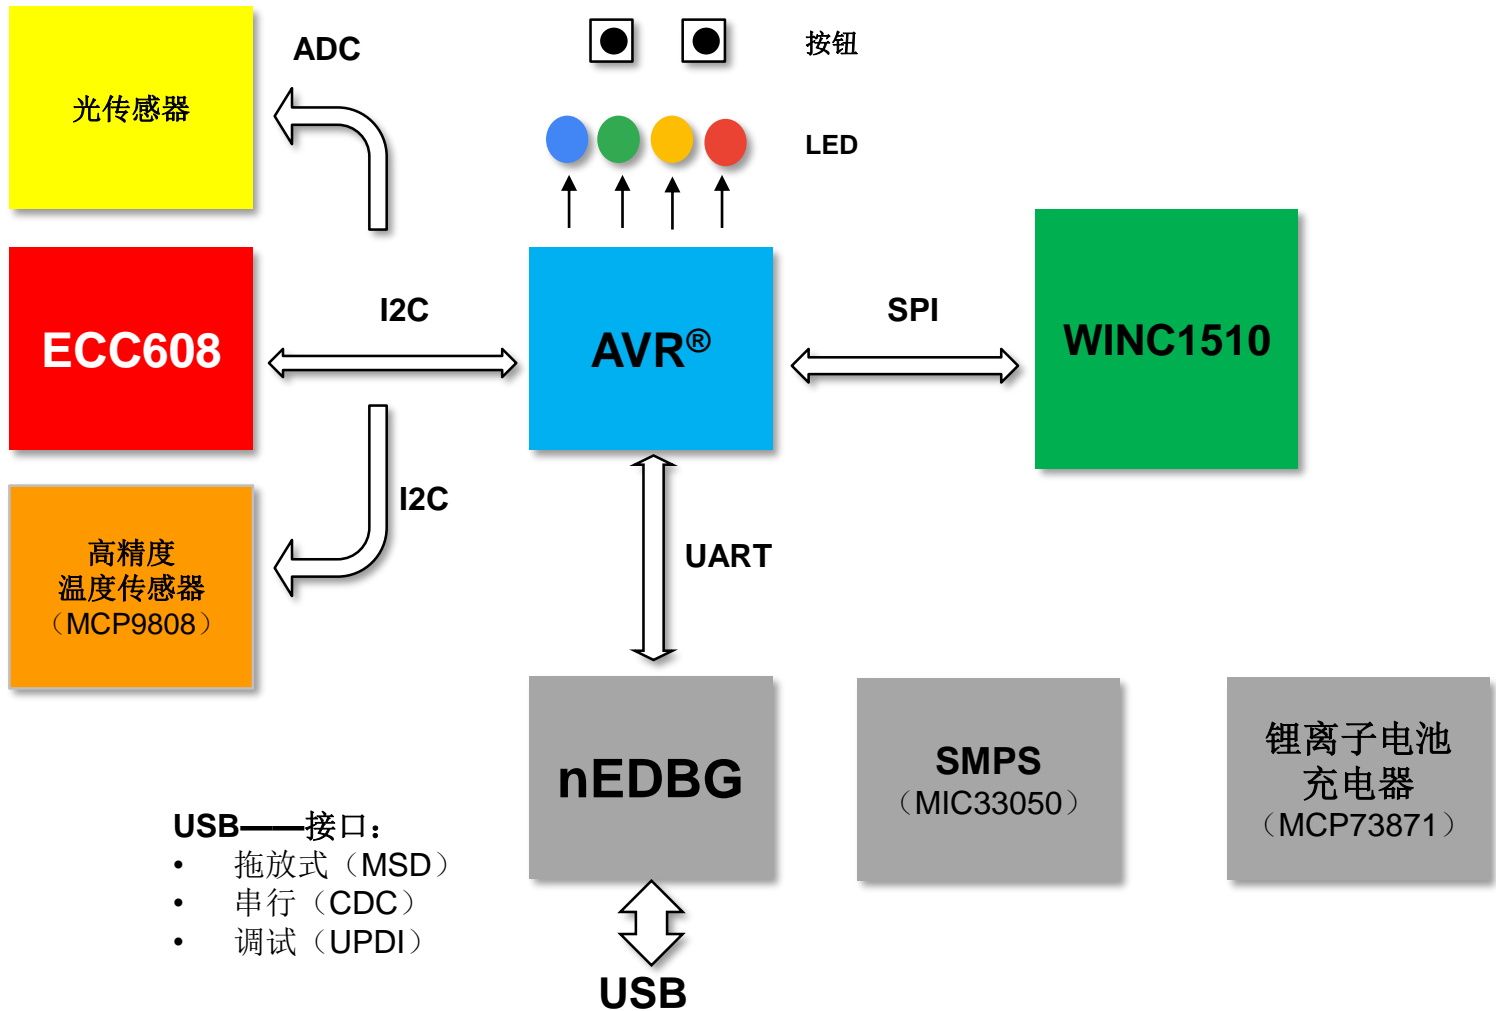 光传感器
ADC
按钮
LED
ECC608
I2C
AVR®
SPI
WINC1510
I2C
高精度
温度传感器
（MCP9808）
UART
nEDBG
SMPS
（MIC33050）
锂离子电池
充电器
（MCP73871）
USB——接口：
• 拖放式（MSD）
• 串行（CDC）
• 调试（UPDI）
USB